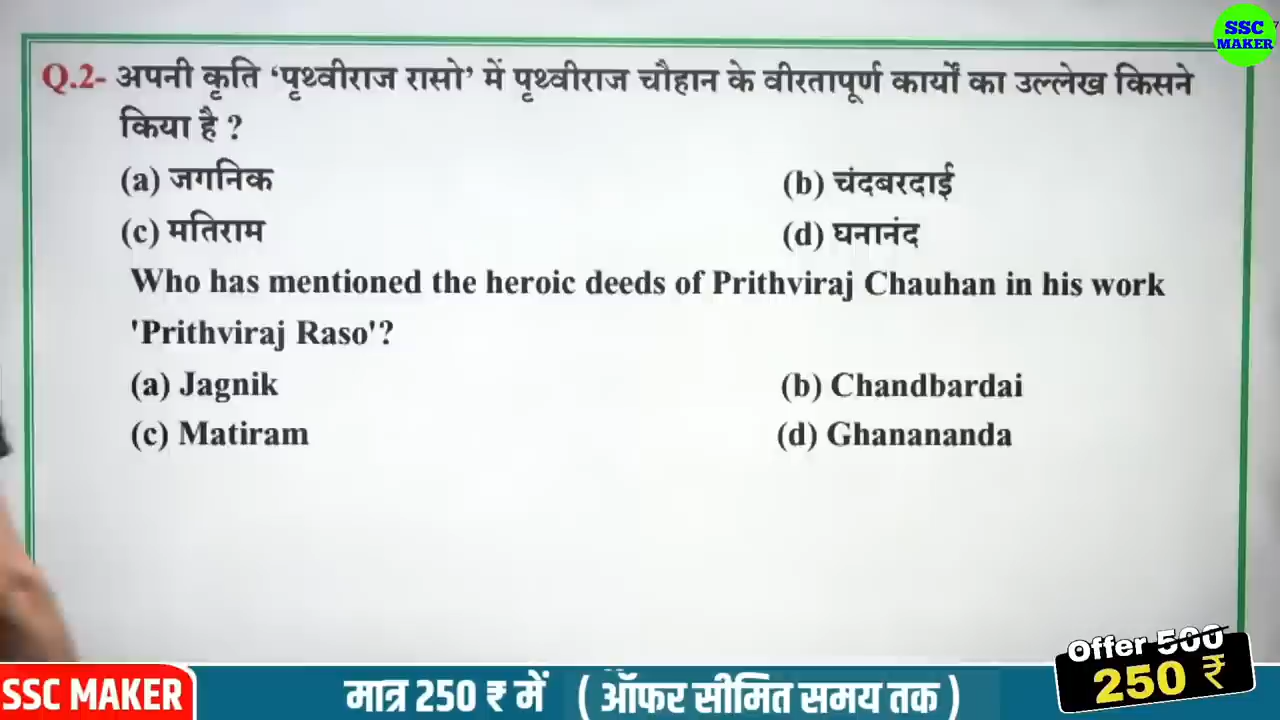 SSC
MAKER
Q.2- अपनी कृति ‘पृथ्वीराज रासो’ में पृथ्वीराज चौहान के वीरतापूर्ण कार्यों का उल्लेख किसने
किया है ?
(a) जगनिक (b) चंदबरदाई
(c) मतिराम (d) घनानंद
Who has mentioned the heroic deeds of Prithviraj Chauhan in his work
'Prithviraj Raso'?
(a) Jagnik (b) Chandbardai
(c) Matiram (d) Ghanananda
Offer 500
250 ₹
SSC MAKER मात्र 250 ₹ में ( ऑफर सीमित समय तक )